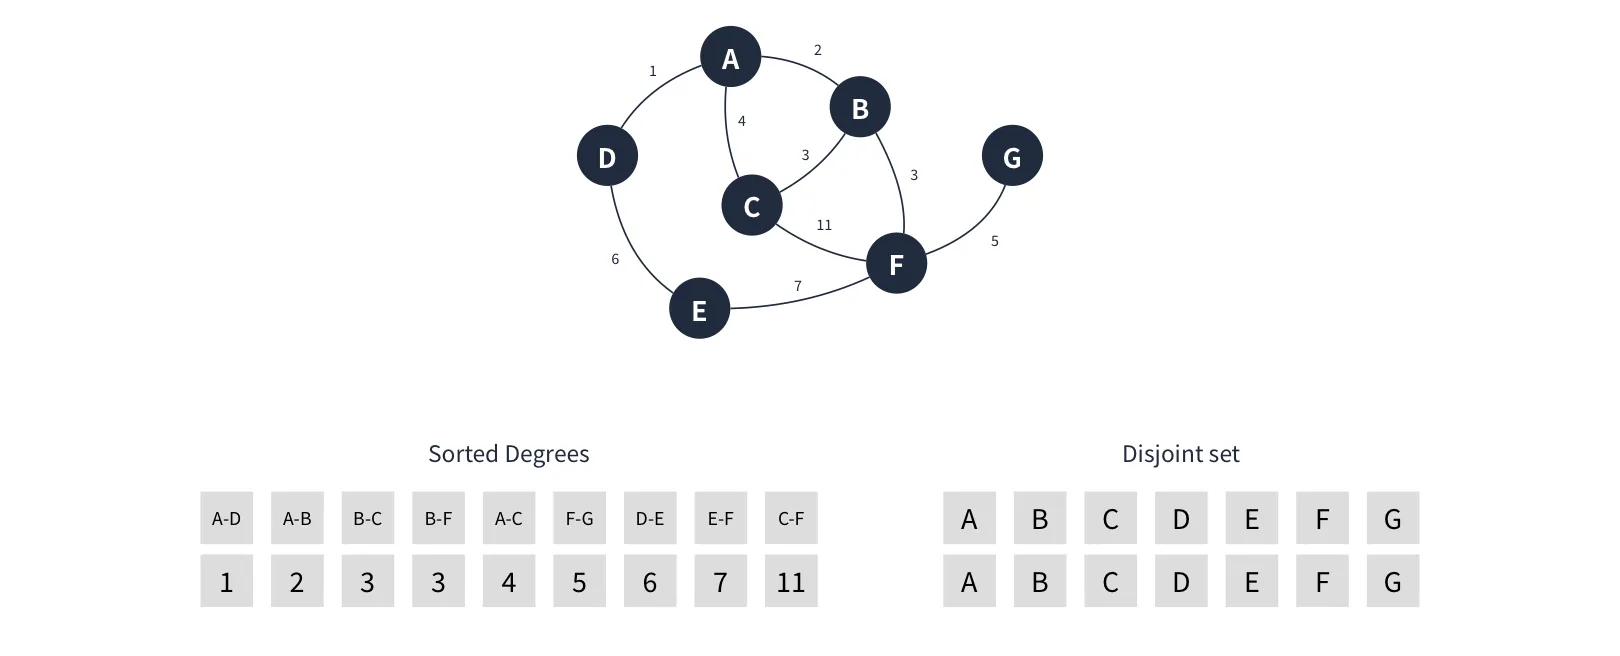 A
2
1
B
4
D
3
G
3
C
11
5
6
F
7
E
Sorted Degrees
Disjoint set
A-D A-B B-C B-F A-C F-G D-E E-F C-F
A B C D E F G
1 2 3 3 4 5 6 7 11
A B C D E F G